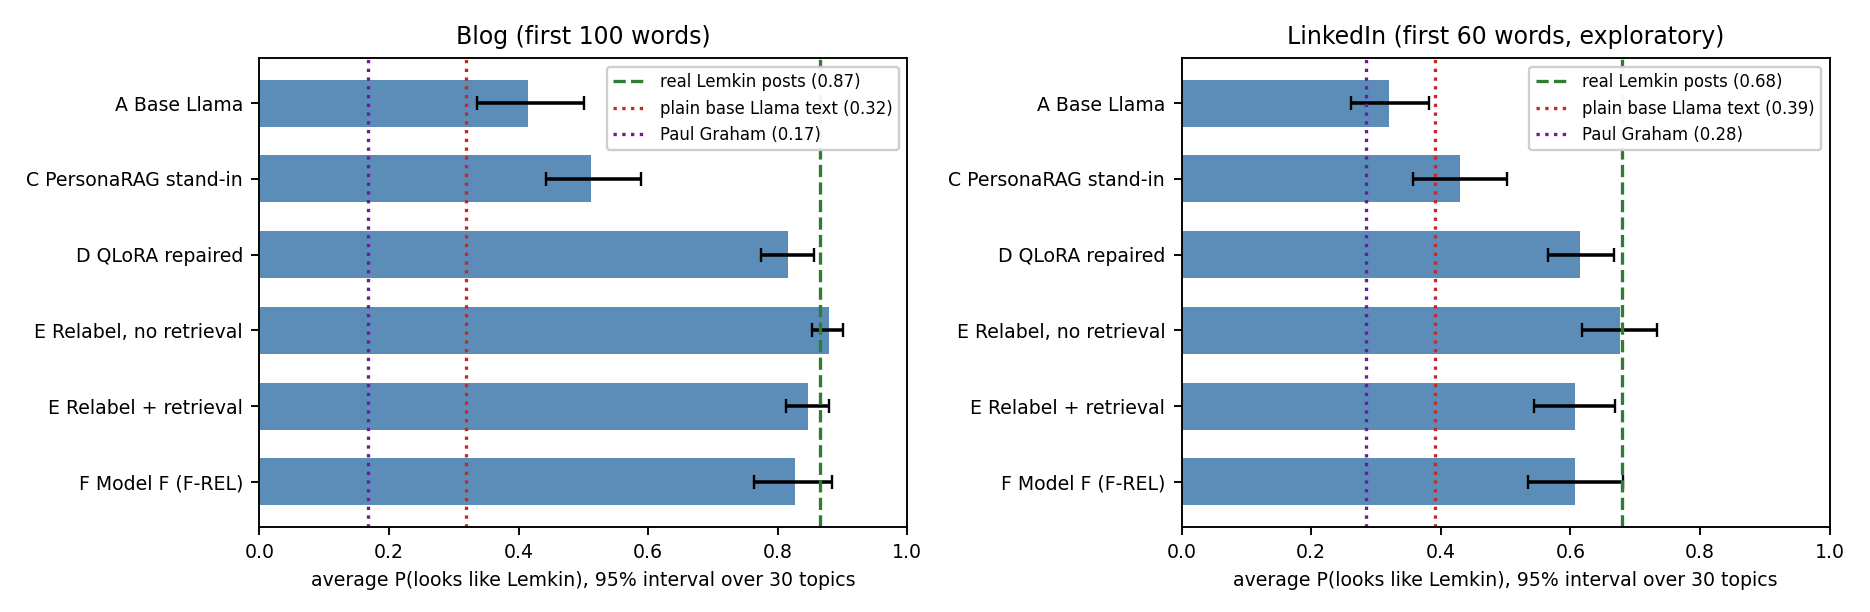 Blog (first 100 words)
real Lemkin posts (0.87)
plain base Llama text (0.32)
Paul Graham (0.17)
A Base Llama
C PersonaRAG stand-in
D QLoRA repaired
E Relabel, no retrieval
E Relabel + retrieval
F Model F (F-REL)
0.0 0.2 0.4 0.6 0.8 1.0
average P(looks like Lemkin), 95% interval over 30 topics
LinkedIn (first 60 words, exploratory)
real Lemkin posts (0.68)
plain base Llama text (0.39)
Paul Graham (0.28)
A Base Llama
C PersonaRAG stand-in
D QLoRA repaired
E Relabel, no retrieval
E Relabel + retrieval
F Model F (F-REL)
0.0 0.2 0.4 0.6 0.8 1.0
average P(looks like Lemkin), 95% interval over 30 topics